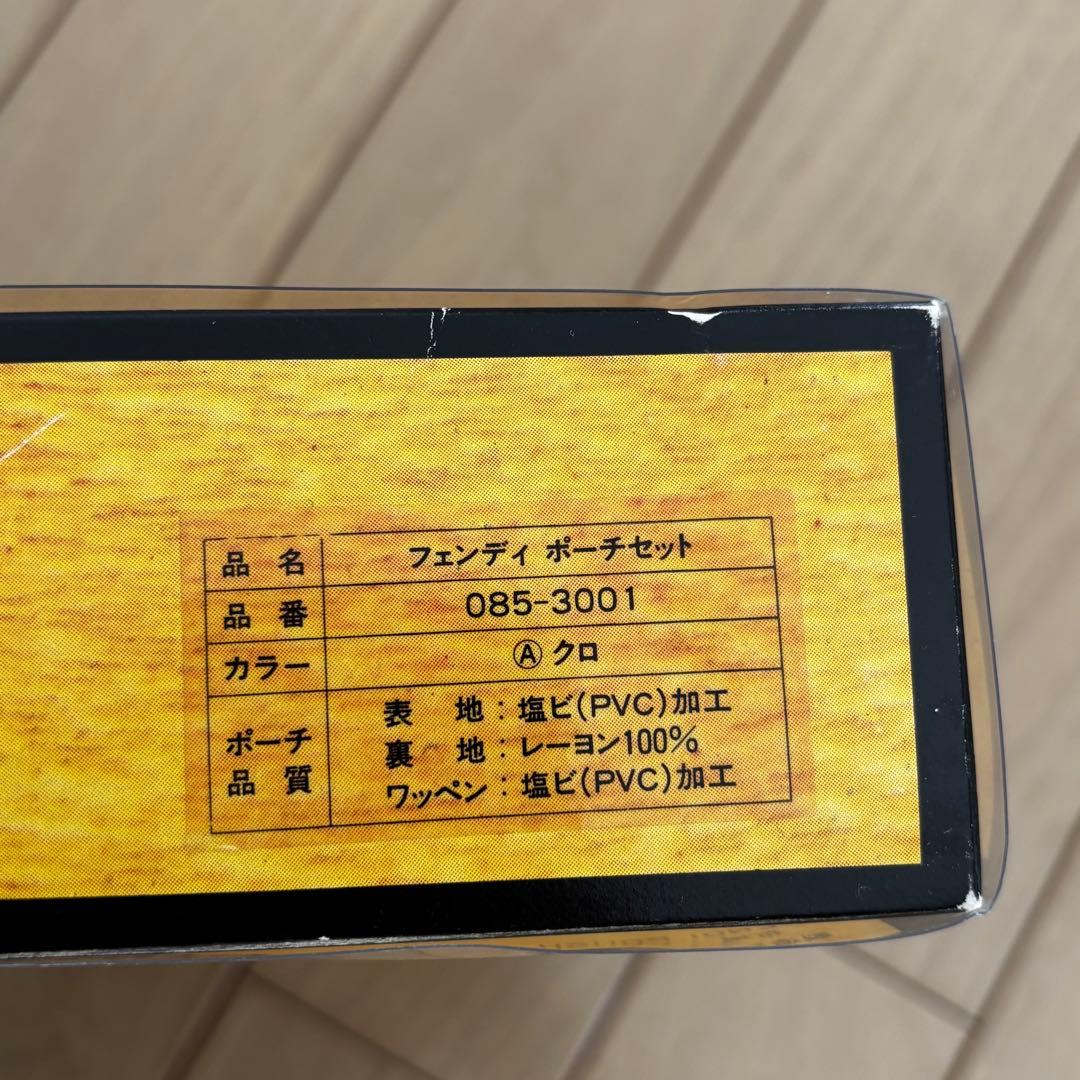 品名 フェンディ ポーチセット
品番 085-3001
カラー Ⓐクロ
ポーチ品質 表地:塩ビ(PVC)加工
裏地:レーヨン100%
ワッペン:塩ビ(PVC)加工